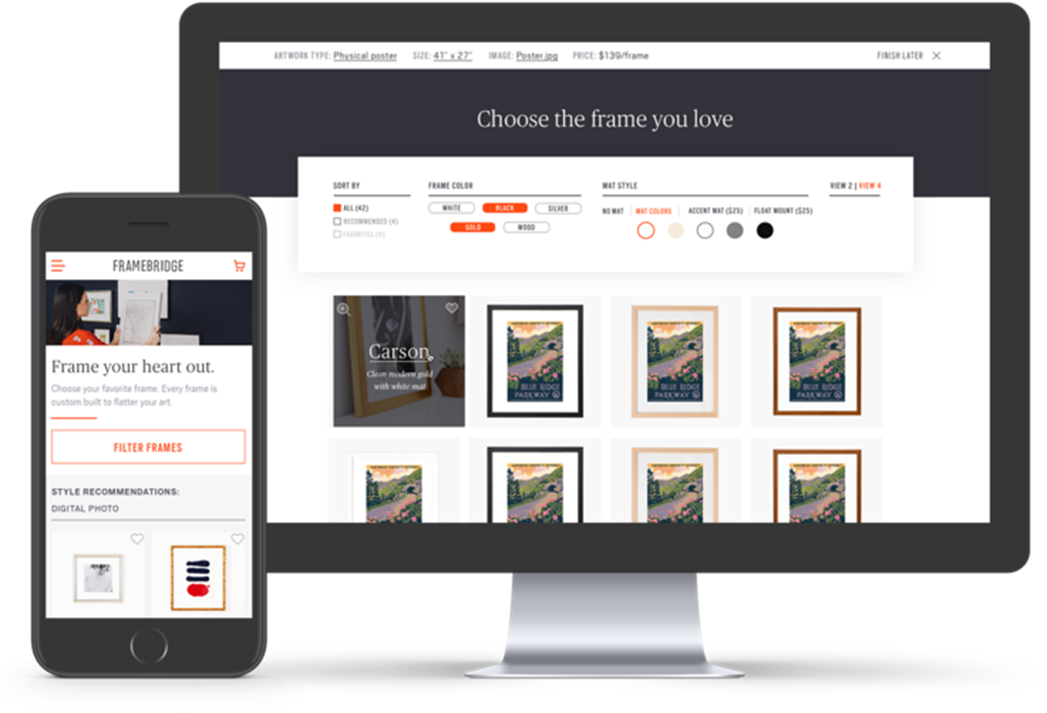 ARTWORK TYPE: Physical poster SIZE: 41" x 27" IMAGE: Poster.jpg PRICE: $139/frame FINISH LATER
Choose the frame you love
SORT BY
ALL (42)
RECOMMENDED (4)
FAVORITES (0)
FRAME COLOR
WHITE BLACK SILVER
GOLD WOOD
MAT STYLE
NO MAT MAT COLORS ACCENT MAT ($25) FLOAT MOUNT ($25)
VIEW 2 | VIEW 4
Carson
Clean modern gold
with white mat
BLUE RIDGE
PARKWAY
BLUE RIDGE
PARKWAY
BLUE RIDGE
PARKWAY
FRAMEBRIDGE
Frame your heart out.
Choose your favorite frame. Every frame is
custom built to flatter your art.
FILTER FRAMES
STYLE RECOMMENDATIONS:
DIGITAL PHOTO